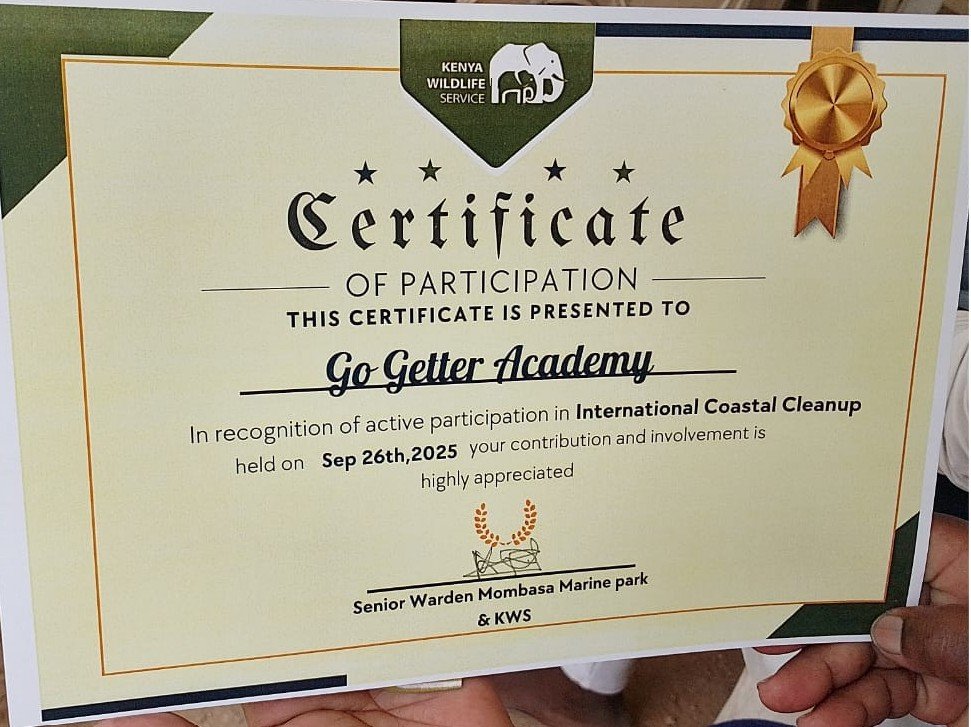 KENYA
WILDLIFE
SERVICE
Certificate
OF PARTICIPATION
THIS CERTIFICATE IS PRESENTED TO
Go Getter Academy
In recognition of active participation in International Coastal Cleanup
held on Sep 26th,2025 your contribution and involvement is
highly appreciated
Senior Warden Mombasa Marine park
& KWS